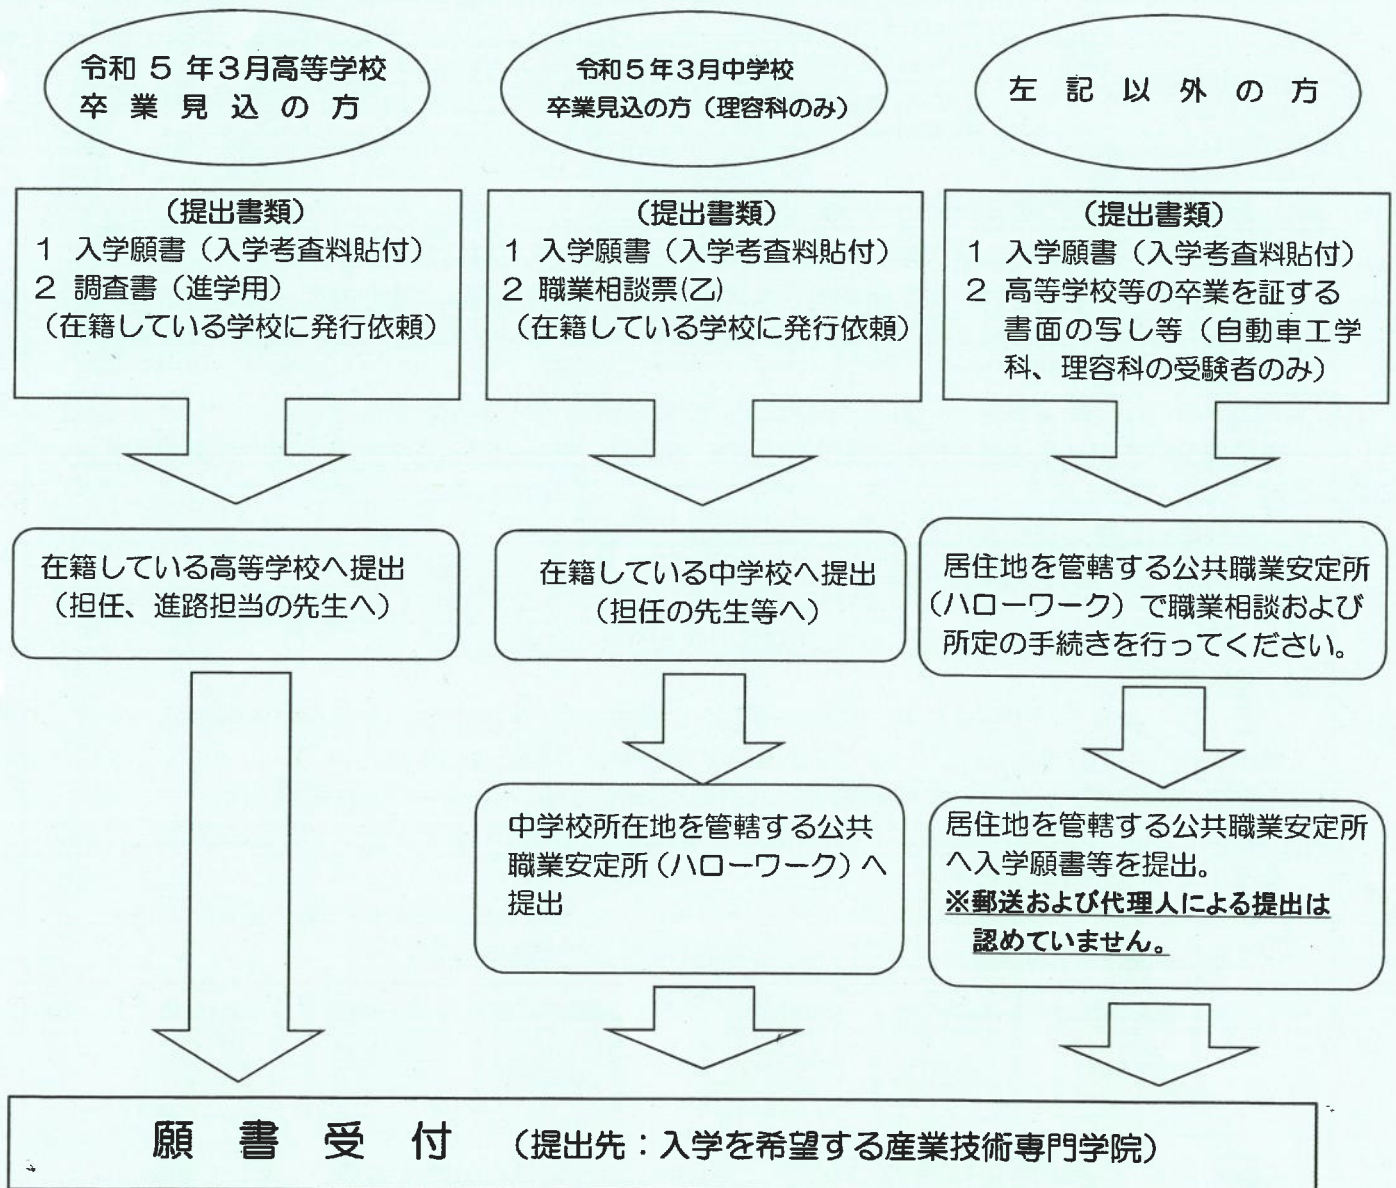 令和 5 年3月高等学校
卒 業 見 込 の 方
令和5年3月中学校
卒業見込の方（理容科のみ）
左 記 以 外 の 方
（提出書類）
1 入学願書（入学考査料貼付）
2 調査書（進学用）
（在籍している学校に発行依頼）
（提出書類）
1 入学願書（入学考査料貼付）
2 職業相談票(乙)
（在籍している学校に発行依頼）
（提出書類）
1 入学願書（入学考査料貼付）
2 高等学校等の卒業を証する
書面の写し等（自動車工学
科、理容科の受験者のみ）
在籍している高等学校へ提出
（担任、進路担当の先生へ）
在籍している中学校へ提出
（担任の先生等へ）
居住地を管轄する公共職業安定所
（ハローワーク）で職業相談および
所定の手続きを行ってください。
中学校所在地を管轄する公共
職業安定所（ハローワーク）へ
提出
居住地を管轄する公共職業安定所
へ入学願書等を提出。
※郵送および代理人による提出は
認めていません。
願 書 受 付 （提出先：入学を希望する産業技術専門学院）